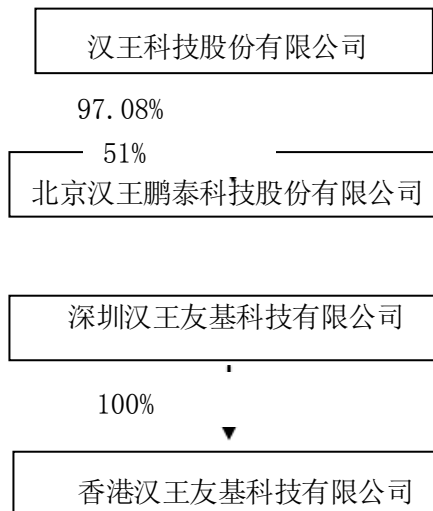 汉王科技股份有限公司
97.08%
51%
北京汉王鹏泰科技股份有限公司
深圳汉王友基科技有限公司
100%
香港汉王友基科技有限公司